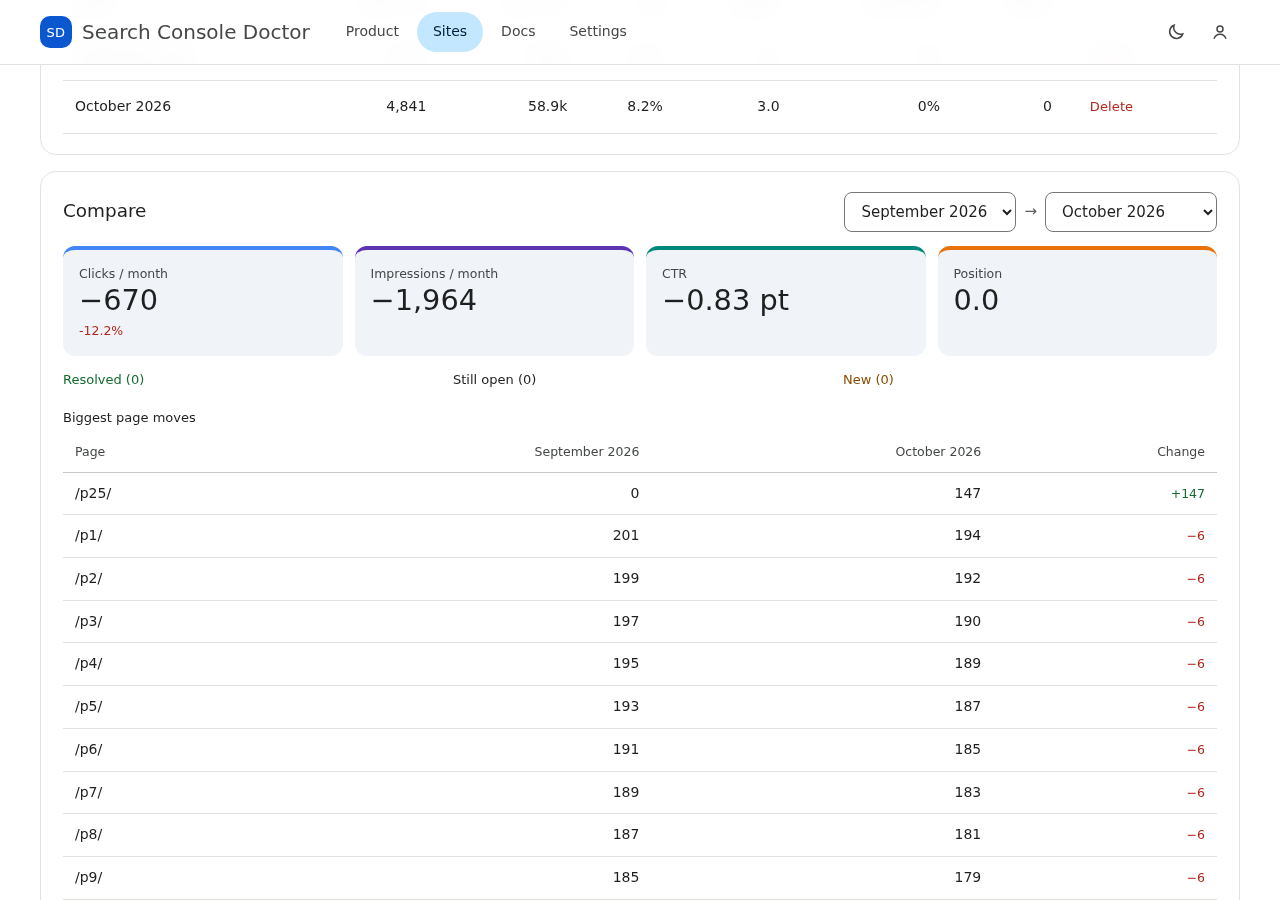 SD Search Console Doctor Product Sites Docs Settings
October 2026 4,841 58.9k 8.2% 3.0 0% 0 Delete
Compare September 2026 → October 2026
Clicks / month Impressions / month CTR Position
−670 −1,964 −0.83 pt 0.0
-12.2%
Resolved (0) Still open (0) New (0)
Biggest page moves
Page September 2026 October 2026 Change
/p25/ 0 147 +147
/p1/ 201 194 −6
/p2/ 199 192 −6
/p3/ 197 190 −6
/p4/ 195 189 −6
/p5/ 193 187 −6
/p6/ 191 185 −6
/p7/ 189 183 −6
/p8/ 187 181 −6
/p9/ 185 179 −6